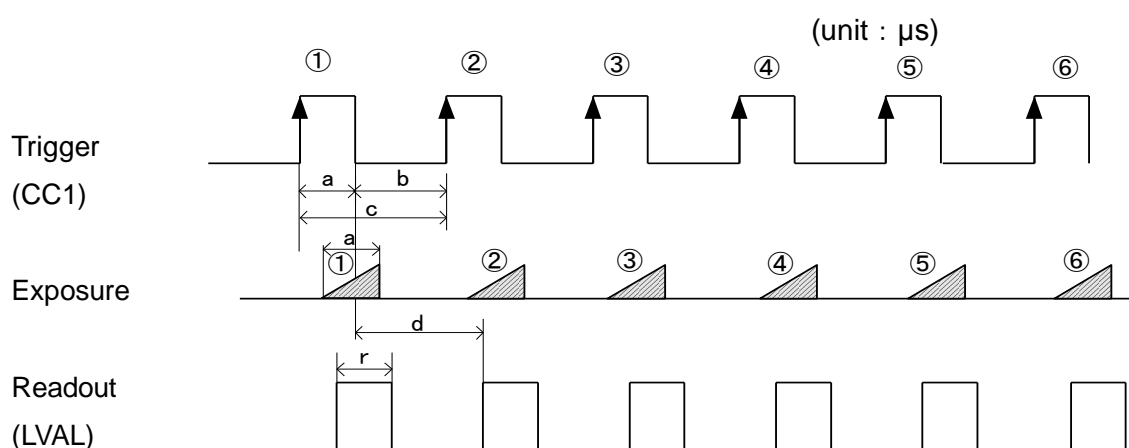 (unit : µs)
① ② ③ ④ ⑤ ⑥
Trigger
(CC1)
a b
c
a
① ② ③ ④ ⑤ ⑥
Exposure
d
r
Readout
(LVAL)